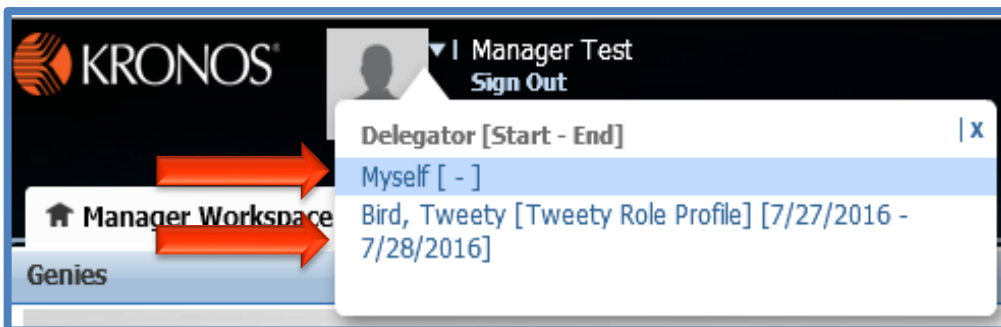 KRONOS®
Manager Test
Sign Out
Delegator [Start - End]
| x
Myself [ - ]
Bird, Tweety [Tweety Role Profile] [7/27/2016 -
7/28/2016]
Manager Workspace
Genies